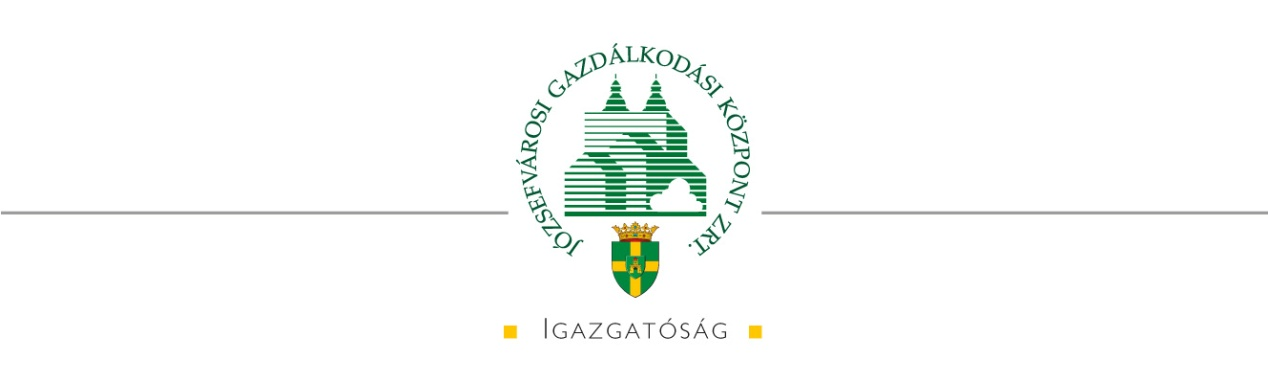 JÓZSEFVÁROSI GAZDÁLKODÁSI KÖZPONT ZRT.
IGAZGATÓSÁG